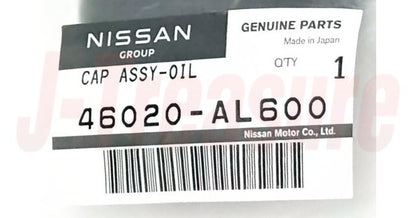 NISSAN
GROUP
GENUINE PARTS
Made in Japan
CAP ASSY-OIL
Q'TY 1
46020-AL600
Nissan Motor Co., Ltd.
J-Treasure